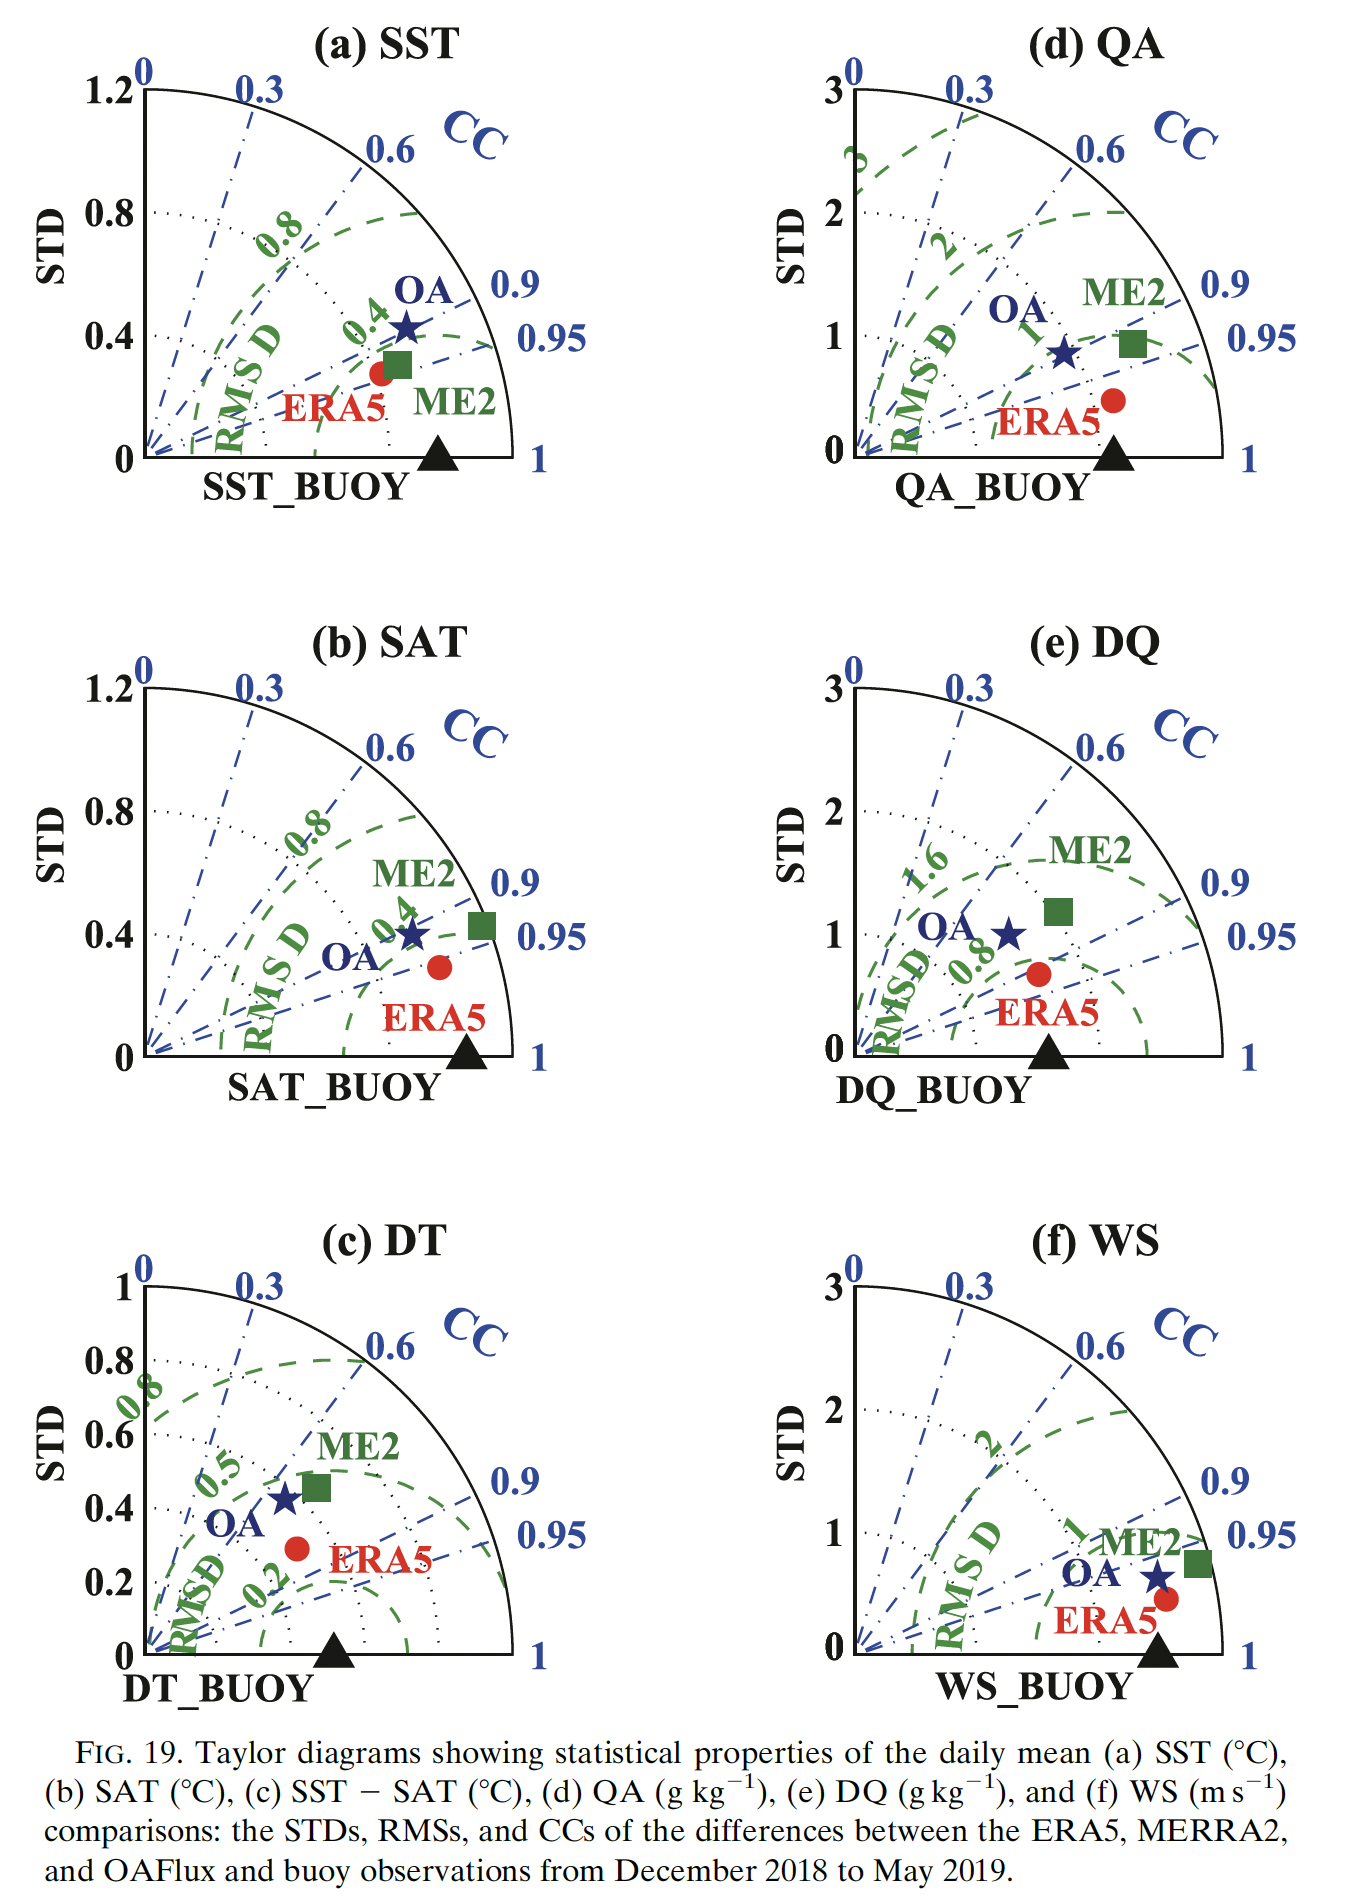 (a) SST
0
1.2
0.3
CC
0.6
0.8
0.8
STD
OA
0.9
0.4
0.4
0.95
RMSD
ERA5
ME2
0
1
SST_BUOY
(d) QA
0
3
0.3
CC
0.6
3
2
2
STD
ME2
0.9
OA
1
1
0.95
RMSD
ERA5
0
1
QA_BUOY
(b) SAT
0
1.2
0.3
CC
0.6
0.8
0.8
STD
ME2
0.9
0.4
0.4
0.95
OA
RMSD
ERA5
0
1
SAT_BUOY
(e) DQ
0
3
0.3
CC
0.6
2
1.6
STD
ME2
0.9
OA
1
0.8
0.95
RMSD
ERA5
0
1
DQ_BUOY
(c) DT
0
1
0.3
CC
0.6
0.8
0.8
0.6
STD
ME2
0.5
0.9
0.4
OA
0.95
ERA5
0.2
0.2
RMSD
0
1
DT_BUOY
(f) WS
0
3
0.3
CC
0.6
2
2
STD
0.9
1
1
ME2
0.95
OA
RMSD
ERA5
0
1
WS_BUOY
FIG. 19. Taylor diagrams showing statistical properties of the daily mean (a) SST (°C),
(b) SAT (°C), (c) SST − SAT (°C), (d) QA (g kg⁻¹), (e) DQ (g kg⁻¹), and (f) WS (m s⁻¹)
comparisons: the STDs, RMSs, and CCs of the differences between the ERA5, MERRA2,
and OAFlux and buoy observations from December 2018 to May 2019.